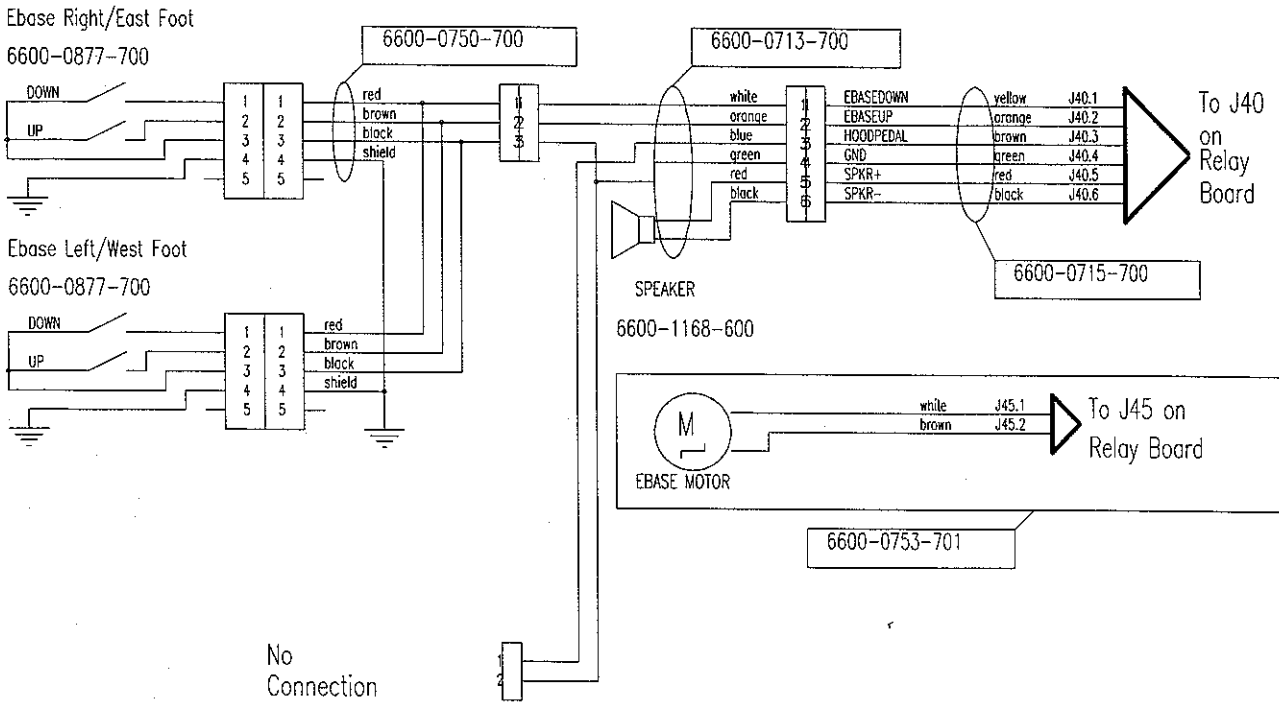 Ebase Right/East Foot
6600-0877-700
DOWN
UP
1 1
2 2
3 3
4 4
5 5
6600-0750-700
red
brown
black
shield
1
2
3
6600-0713-700
white
orange
blue
green
red
black
1
2
3
4
5
6
EBASEDOWN yellow J40.1
EBASEUP orange J40.2
HOODPEDAL brown J40.3
GND green J40.4
SPKR+ red J40.5
SPKR- black J40.6
To J40
on
Relay
Board
6600-0715-700
SPEAKER
6600-1168-600
Ebase Left/West Foot
6600-0877-700
DOWN
UP
1 1
2 2
3 3
4 4
5 5
red
brown
black
shield
M
EBASE MOTOR
white J45.1
brown J45.2
To J45 on
Relay Board
6600-0753-701
No
Connection
1
2